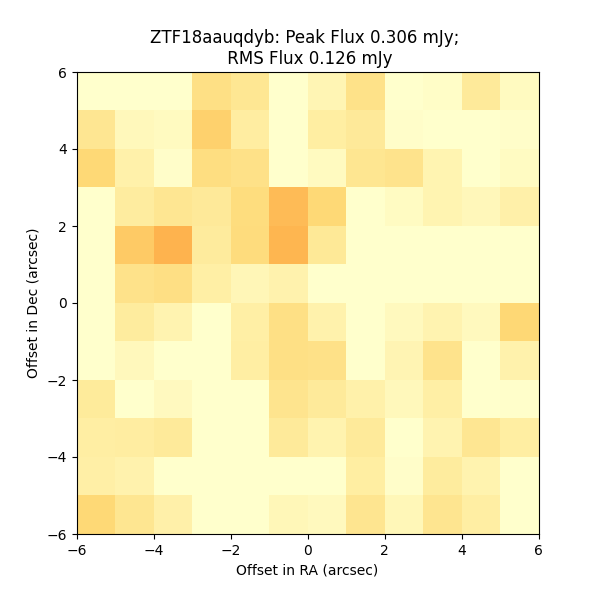 ZTF18aauqdyb: Peak Flux 0.306 mJy;
RMS Flux 0.126 mJy
6
4
2
0
−2
−4
−6
Offset in Dec (arcsec)
−6 −4 −2 0 2 4 6
Offset in RA (arcsec)